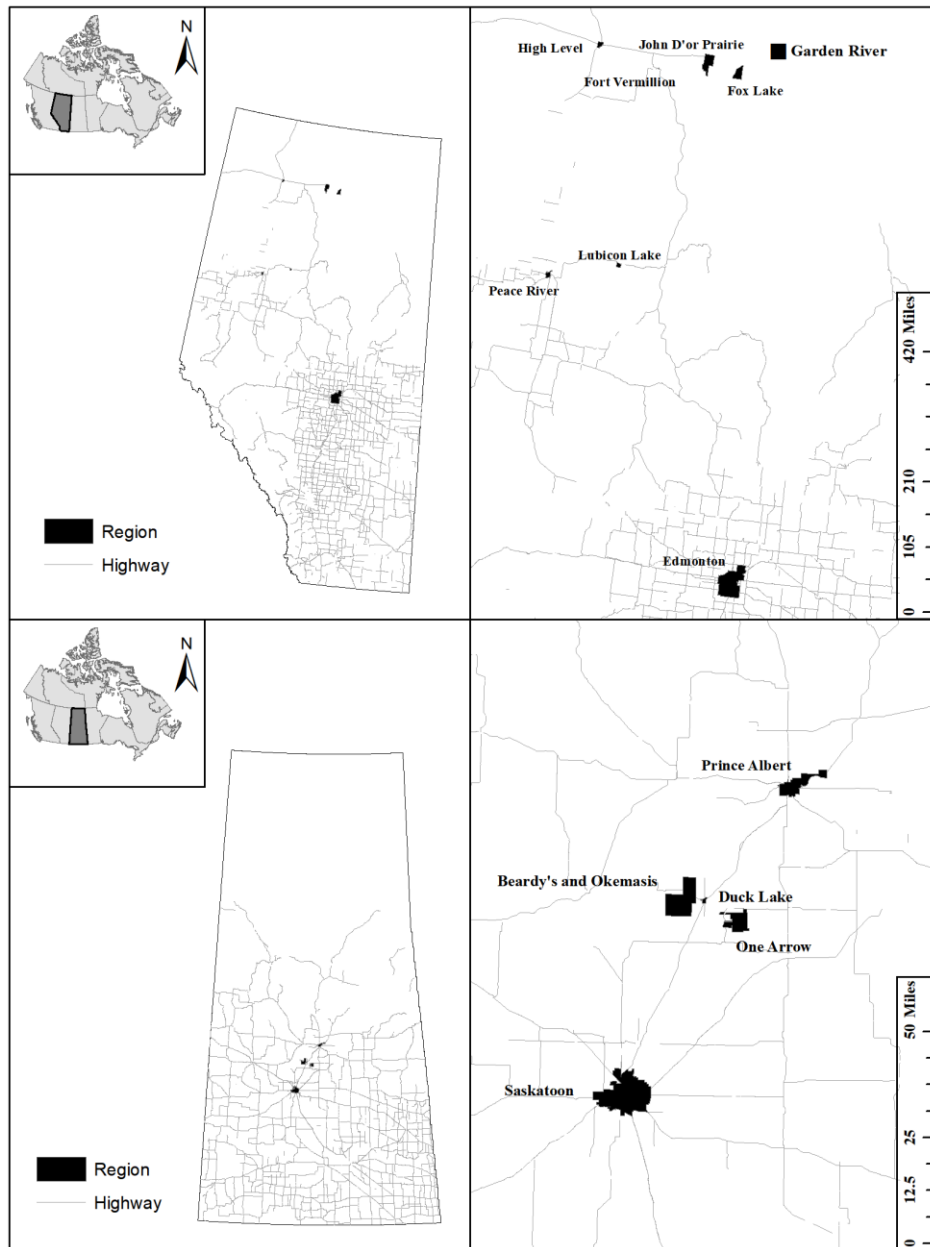 N
Region
Highway
High Level
John D'or Prairie
Garden River
Fort Vermillion
Fox Lake
Lubicon Lake
Peace River
Edmonton
0 105 210 420 Miles
N
Region
Highway
Prince Albert
Beardy's and Okemasis
Duck Lake
One Arrow
Saskatoon
0 12.5 25 50 Miles